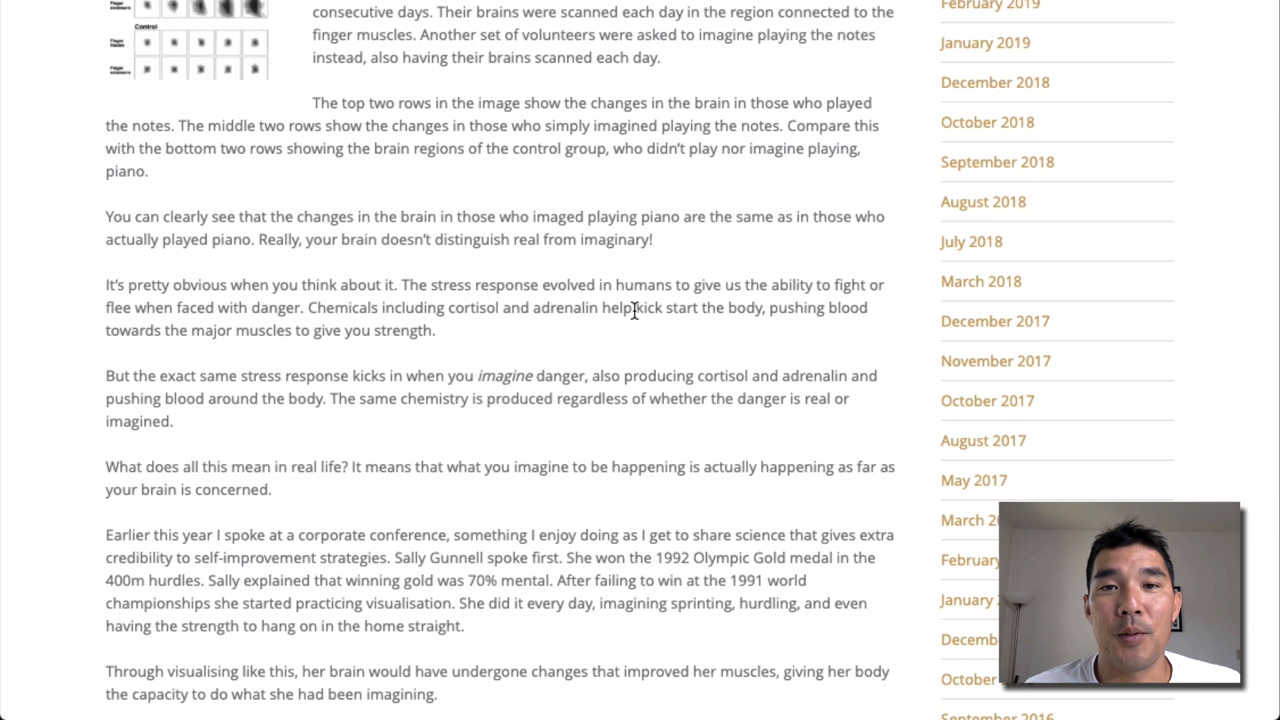 Control
consecutive days. Their brains were scanned each day in the region connected to the
finger muscles. Another set of volunteers were asked to imagine playing the notes
instead, also having their brains scanned each day.
The top two rows in the image show the changes in the brain in those who played
the notes. The middle two rows show the changes in those who simply imagined playing the notes. Compare this
with the bottom two rows showing the brain regions of the control group, who didn’t play nor imagine playing,
piano.
You can clearly see that the changes in the brain in those who imaged playing piano are the same as in those who
actually played piano. Really, your brain doesn’t distinguish real from imaginary!
It’s pretty obvious when you think about it. The stress response evolved in humans to give us the ability to fight or
flee when faced with danger. Chemicals including cortisol and adrenalin help kick start the body, pushing blood
towards the major muscles to give you strength.
But the exact same stress response kicks in when you imagine danger, also producing cortisol and adrenalin and
pushing blood around the body. The same chemistry is produced regardless of whether the danger is real or
imagined.
What does all this mean in real life? It means that what you imagine to be happening is actually happening as far as
your brain is concerned.
Earlier this year I spoke at a corporate conference, something I enjoy doing as I get to share science that gives extra
credibility to self-improvement strategies. Sally Gunnell spoke first. She won the 1992 Olympic Gold medal in the
400m hurdles. Sally explained that winning gold was 70% mental. After failing to win at the 1991 world
championships she started practicing visualisation. She did it every day, imagining sprinting, hurdling, and even
having the strength to hang on in the home straight.
Through visualising like this, her brain would have undergone changes that improved her muscles, giving her body
the capacity to do what she had been imagining.
February 2019
January 2019
December 2018
October 2018
September 2018
August 2018
July 2018
March 2018
December 2017
November 2017
October 2017
August 2017
May 2017
March 2
February
January
Decemb
October
September 2016